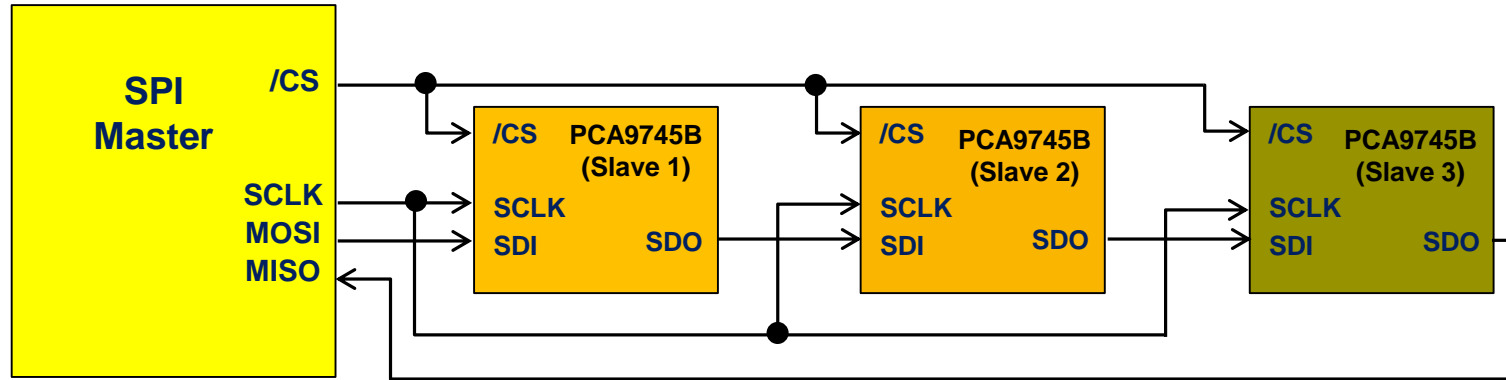 SPI
Master
/CS
SCLK
MOSI
MISO
/CS
PCA9745B
(Slave 1)
SCLK
SDI
SDO
/CS
PCA9745B
(Slave 2)
SCLK
SDI
SDO
/CS
PCA9745B
(Slave 3)
SCLK
SDI
SDO